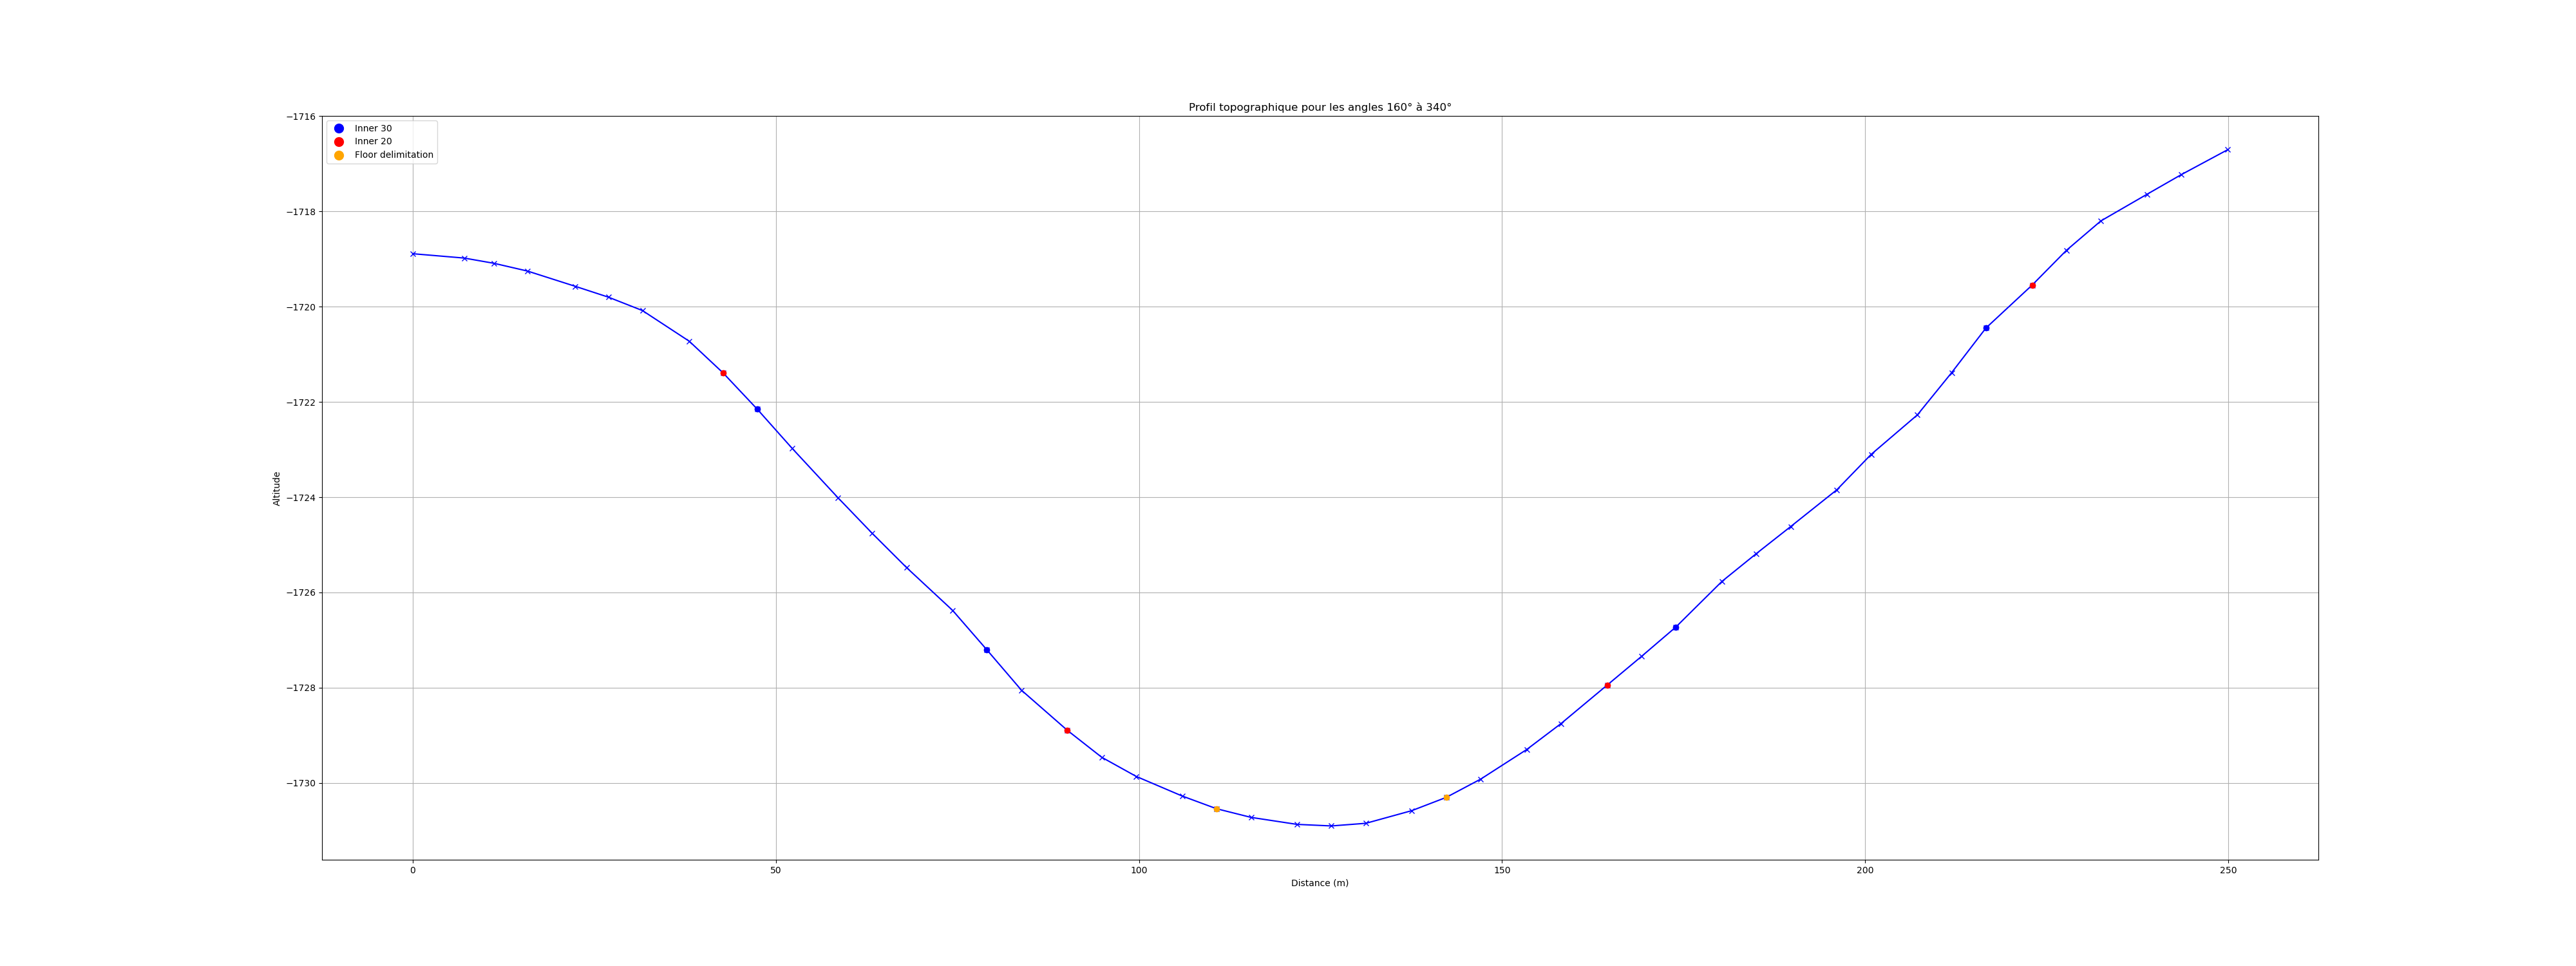 Profil topographique pour les angles 160° à 340°
Inner 30
Inner 20
Floor delimitation
−1716
−1718
−1720
−1722
−1724
−1726
−1728
−1730
Altitude
0 50 100 150 200 250
Distance (m)